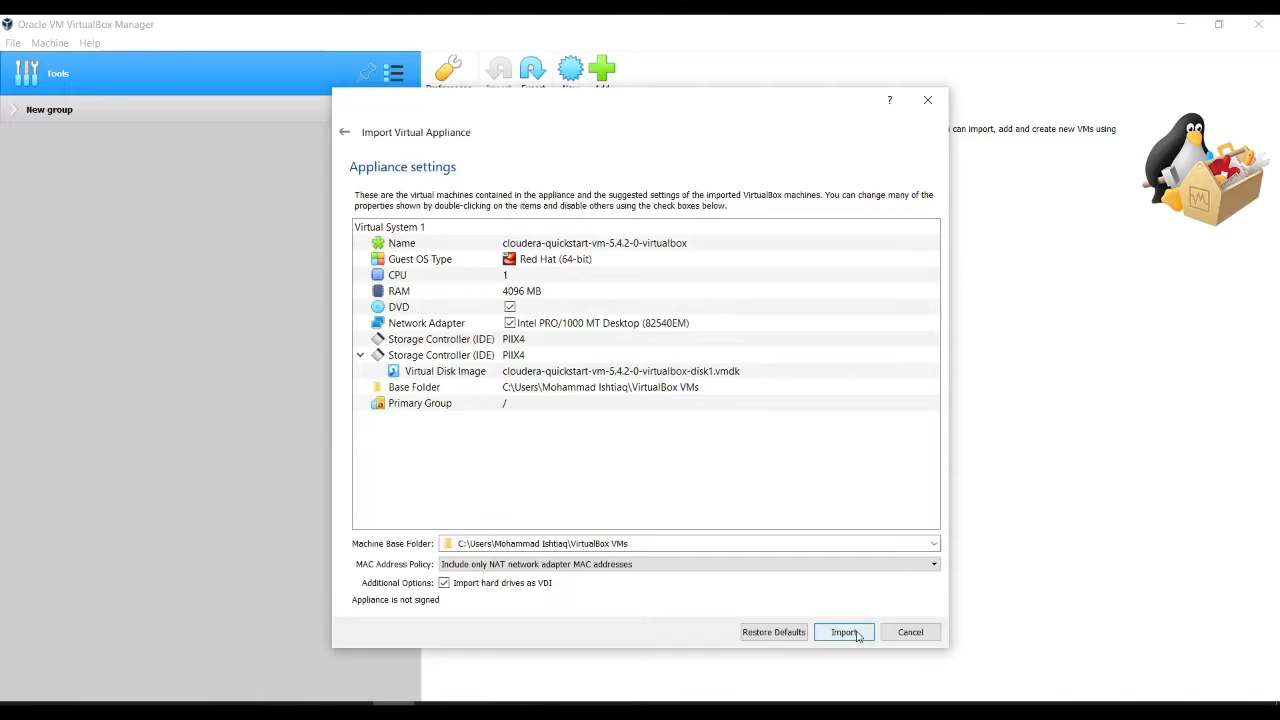 Oracle VM VirtualBox Manager
File Machine Help
Tools
New group
can import, add and create new VMs using
?
Import Virtual Appliance
Appliance settings
These are the virtual machines contained in the appliance and the suggested settings of the imported VirtualBox machines. You can change many of the
properties shown by double-clicking on the items and disable others using the check boxes below.
Virtual System 1
Name cloudera-quickstart-vm-5.4.2-0-virtualbox
Guest OS Type Red Hat (64-bit)
CPU 1
RAM 4096 MB
DVD
Network Adapter Intel PRO/1000 MT Desktop (82540EM)
Storage Controller (IDE) PIIX4
Storage Controller (IDE) PIIX4
Virtual Disk Image cloudera-quickstart-vm-5.4.2-0-virtualbox-disk1.vmdk
Base Folder C:\Users\Mohammad Ishtiaq\VirtualBox VMs
Primary Group /
Machine Base Folder: C:\Users\Mohammad Ishtiaq\VirtualBox VMs
MAC Address Policy: Include only NAT network adapter MAC addresses
Additional Options: Import hard drives as VDI
Appliance is not signed
Restore Defaults Import Cancel